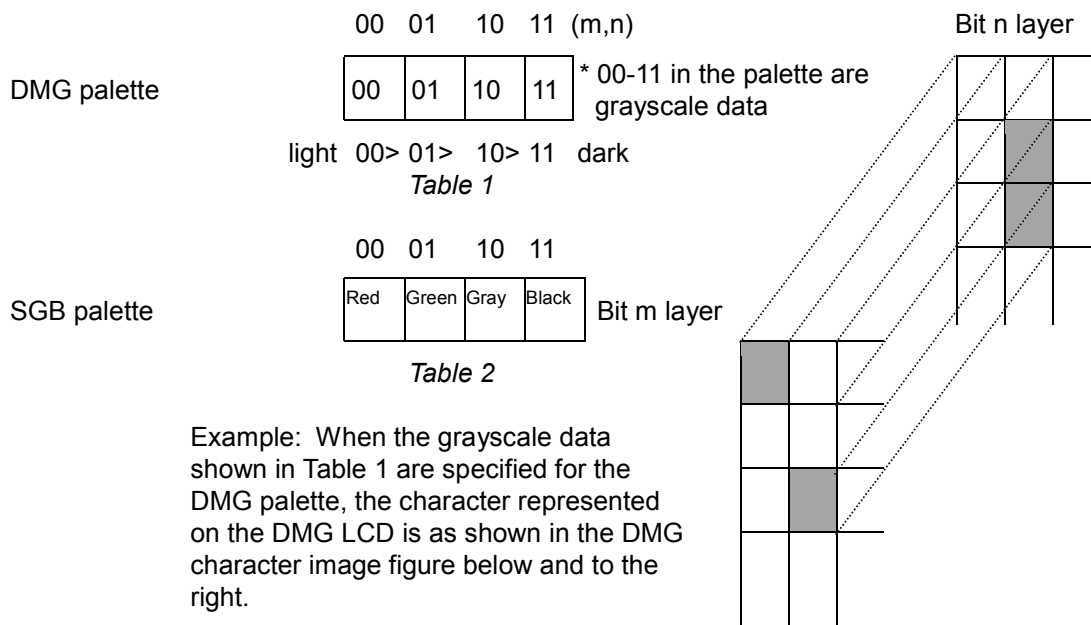 00 01 10 11 (m,n)
Bit n layer
DMG palette
00 01 10 11
* 00-11 in the palette are
grayscale data
light 00> 01> 10> 11 dark
Table 1
00 01 10 11
SGB palette
Red Green Gray Black
Bit m layer
Table 2
Example: When the grayscale data
shown in Table 1 are specified for the
DMG palette, the character represented
on the DMG LCD is as shown in the DMG
character image figure below and to the
right.